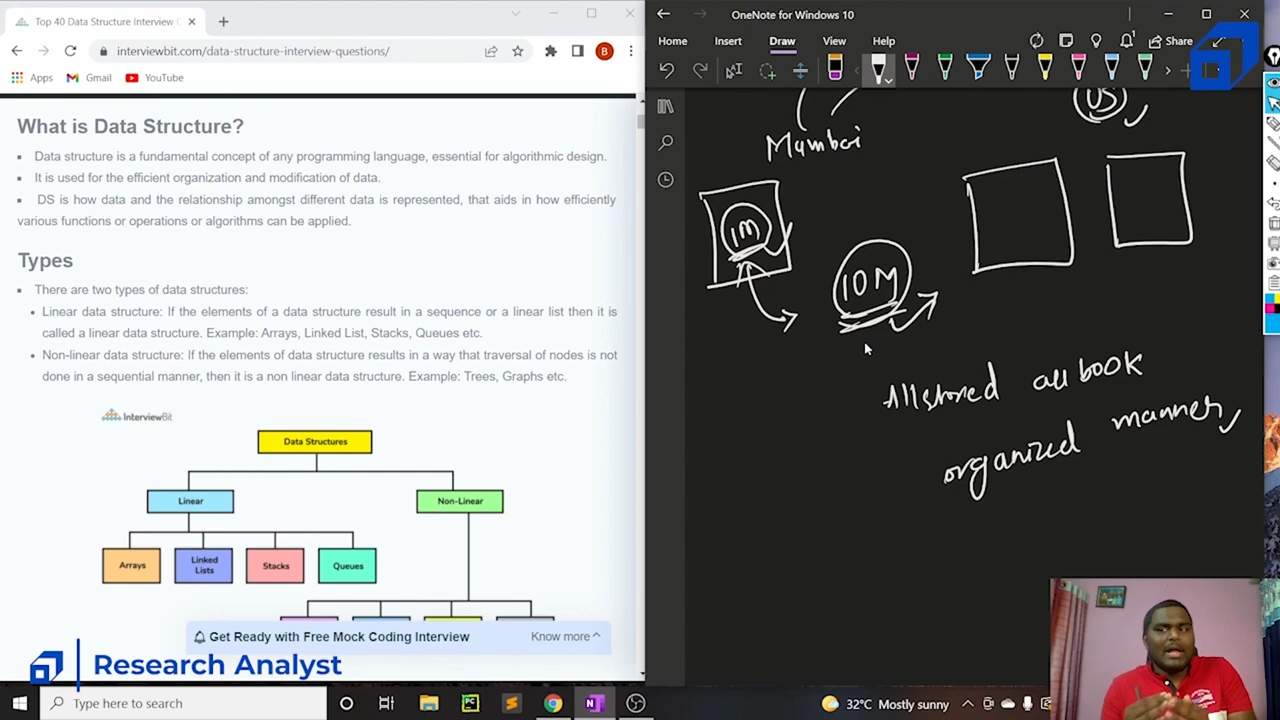 Top 40 Data Structure Interview
interviewbit.com/data-structure-interview-questions/
B
Apps
Gmail
YouTube
What is Data Structure?
Data structure is a fundamental concept of any programming language, essential for algorithmic design.
It is used for the efficient organization and modification of data.
DS is how data and the relationship amongst different data is represented, that aids in how efficiently
various functions or operations or algorithms can be applied.
Types
There are two types of data structures:
Linear data structure: If the elements of a data structure result in a sequence or a linear list then it is
called a linear data structure. Example: Arrays, Linked List, Stacks, Queues etc.
Non-linear data structure: If the elements of data structure results in a way that traversal of nodes is not
done in a sequential manner, then it is a non linear data structure. Example: Trees, Graphs etc.
InterviewBit
Data Structures
Linear
Non-Linear
Arrays
Linked
Lists
Stacks
Queues
Get Ready with Free Mock Coding Interview
Know more
Research Analyst
Type here to search
OneNote for Windows 10
Home
Insert
Draw
View
Help
Share
US
Mumbai
1M
10M
All stored all book
organized manner
32°C Mostly sunny